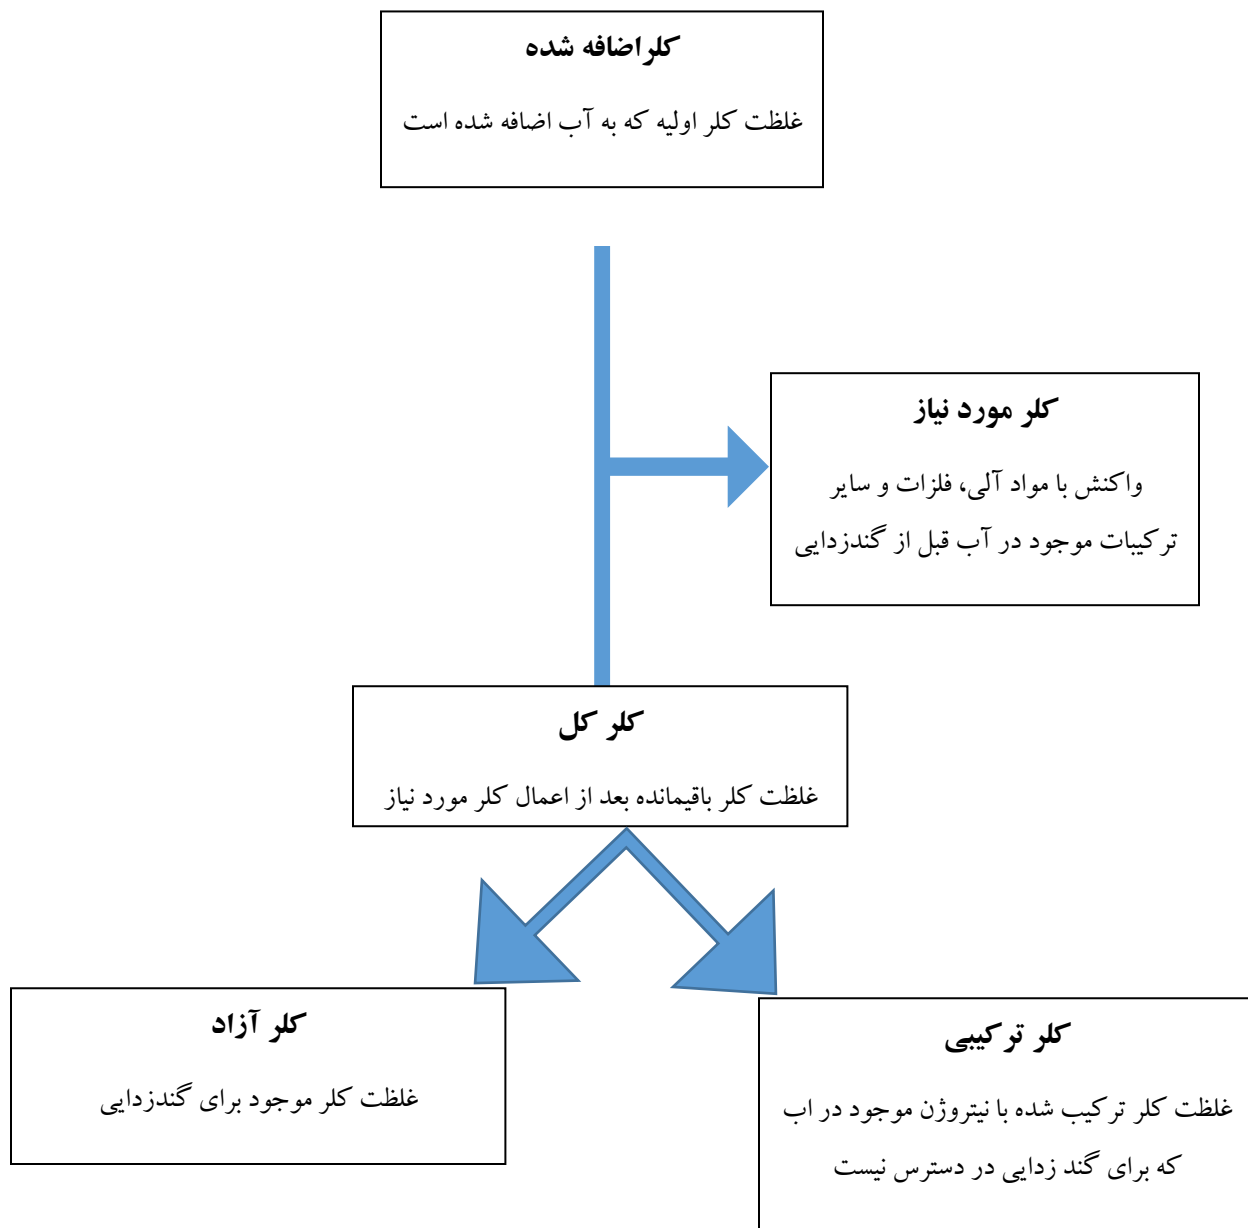 کلراضافه شده
غلظت کلر اولیه که به آب اضافه شده است
کلر مورد نیاز
واکنش با مواد آلی، فلزات و سایر
ترکیبات موجود در آب قبل از گندزدایی
کلر کل
غلظت کلر باقیمانده بعد از اعمال کلر مورد نیاز
کلر آزاد
غلظت کلر موجود برای گندزدایی
کلر ترکیبی
غلظت کلر ترکیب شده با نیتروژن موجود در اب
که برای گند زدایی در دسترس نیست